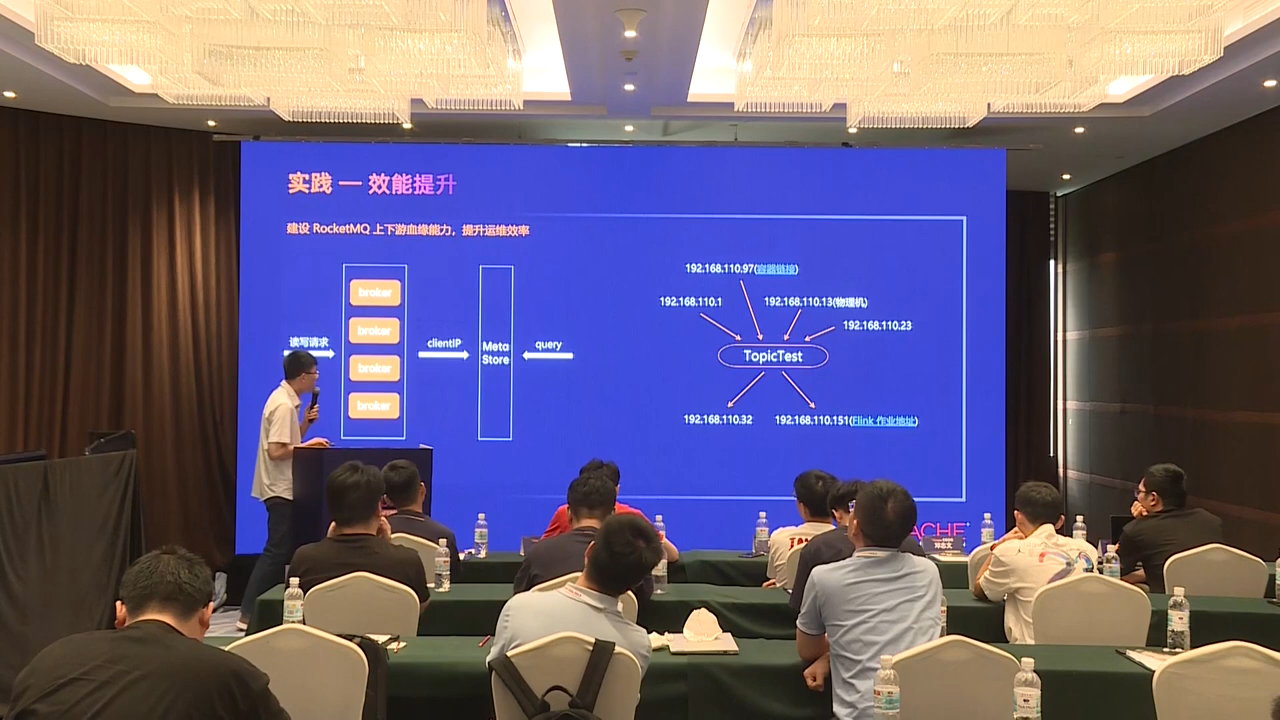 实践 — 效能提升
建设 RocketMQ 上下游血缘能力，提升运维效率
读写请求
broker
broker
broker
broker
clientIP
Meta
Store
query
192.168.110.97(容器链接)
192.168.110.1
192.168.110.13(物理机)
192.168.110.23
TopicTest
192.168.110.32
192.168.110.151(Flink 作业地址)
ACHE